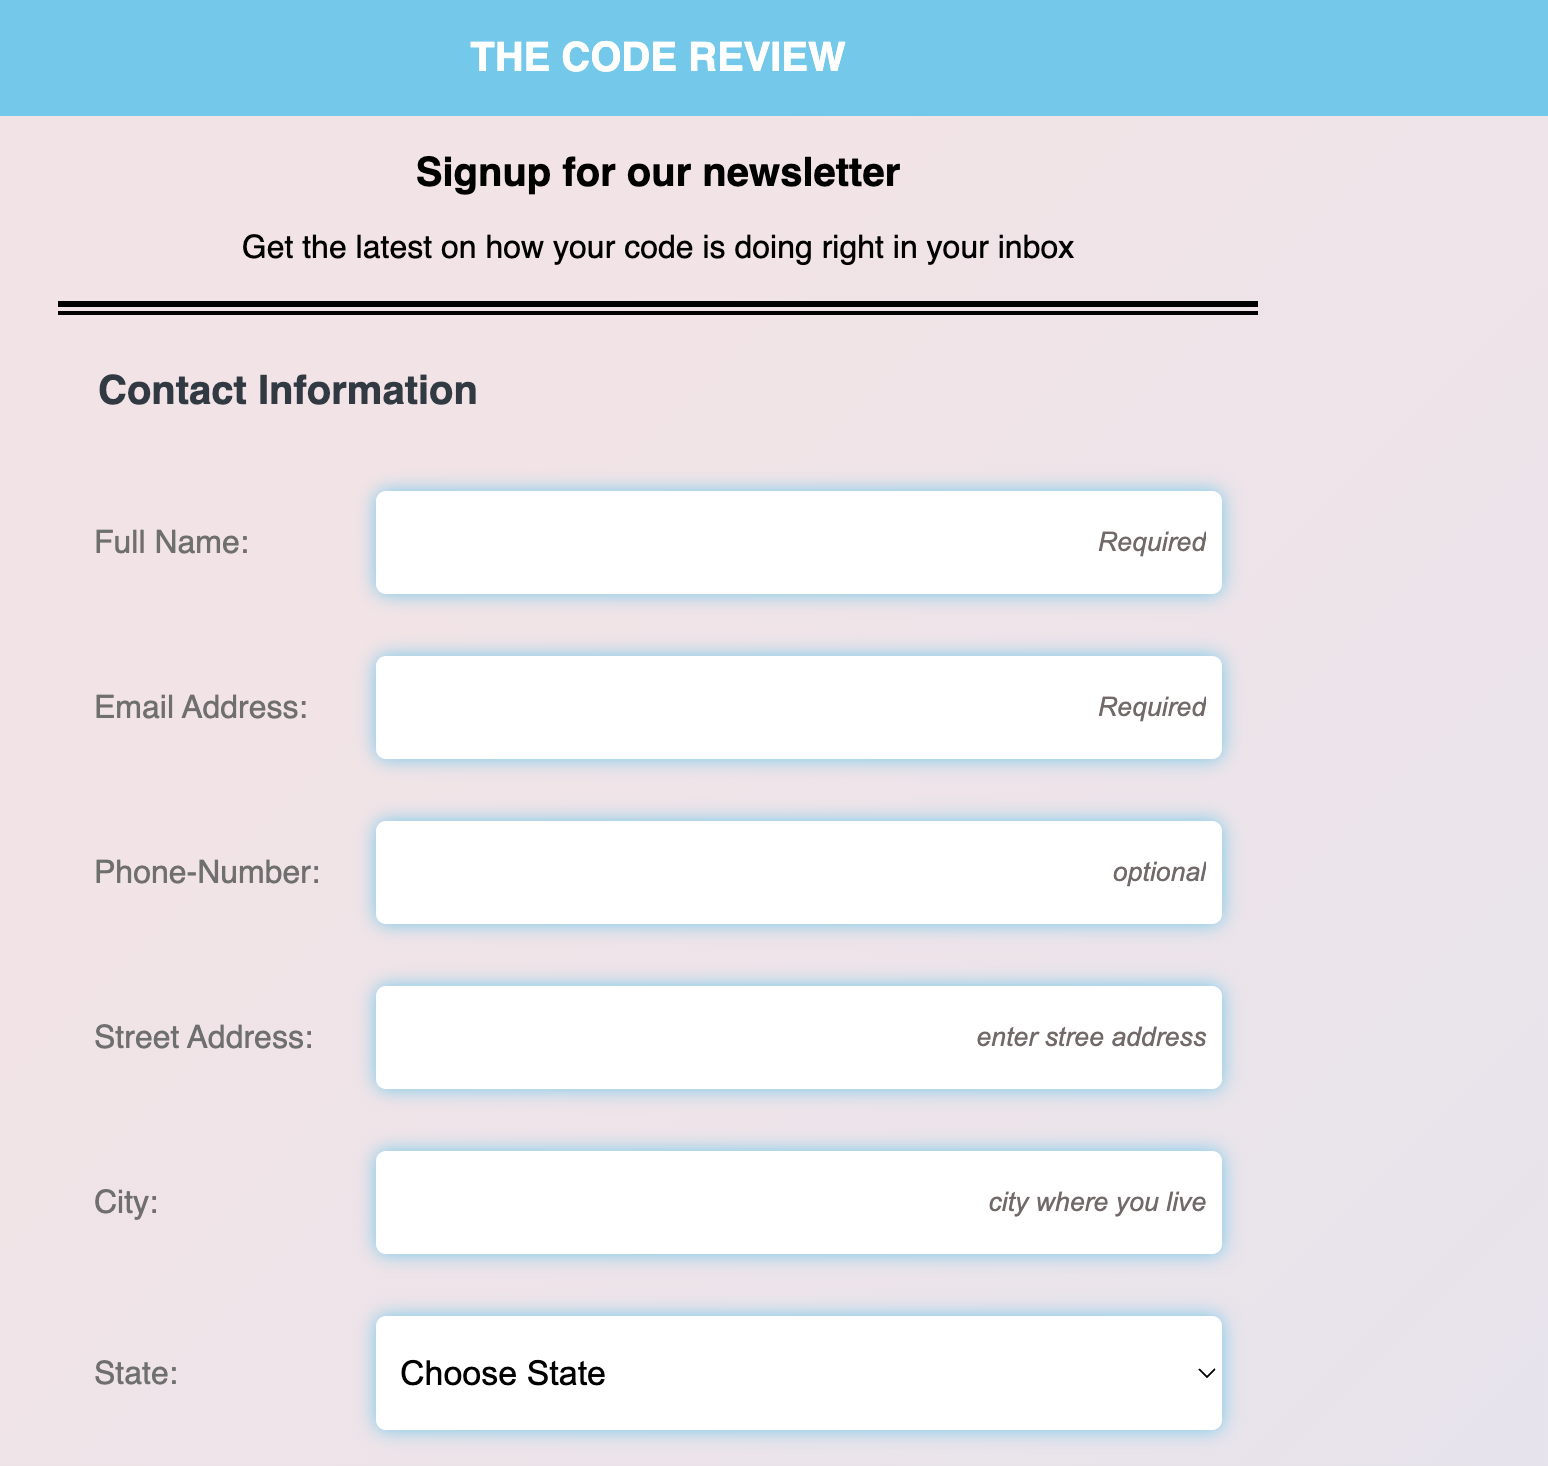 THE CODE REVIEW
Signup for our newsletter
Get the latest on how your code is doing right in your inbox
Contact Information
Full Name:
Required
Email Address:
Required
Phone-Number:
optional
Street Address:
enter stree address
City:
city where you live
State:
Choose State